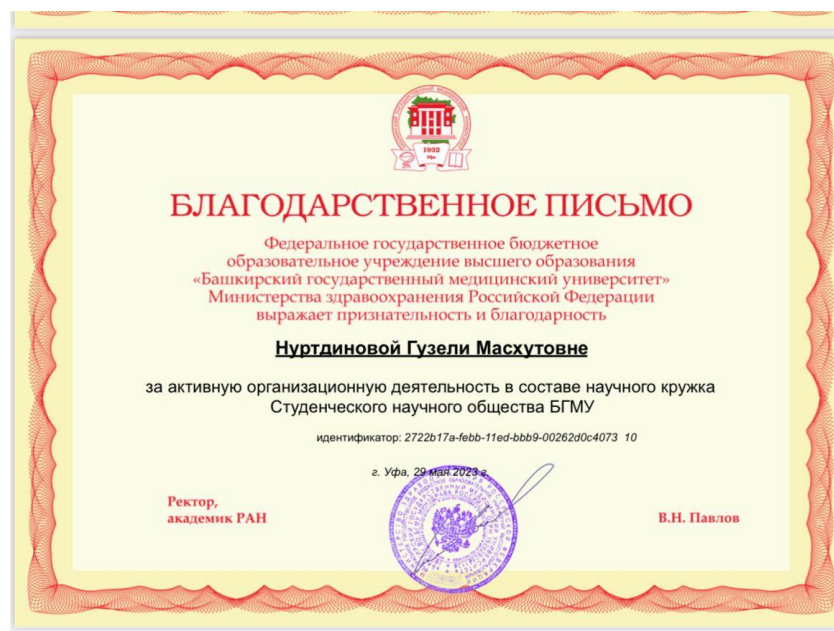 1932
Уфа
БЛАГОДАРСТВЕННОЕ ПИСЬМО
Федеральное государственное бюджетное
образовательное учреждение высшего образования
«Башкирский государственный медицинский университет»
Министерства здравоохранения Российской Федерации
выражает признательность и благодарность
Нуртдиновой Гузели Масхутовне
за активную организационную деятельность в составе научного кружка
Студенческого научного общества БГМУ
идентификатор: 2722b17a-febb-11ed-bbb9-00262d0c4073 10
г. Уфа, 29 мая 2023 г.
Ректор,
академик РАН
В.Н. Павлов